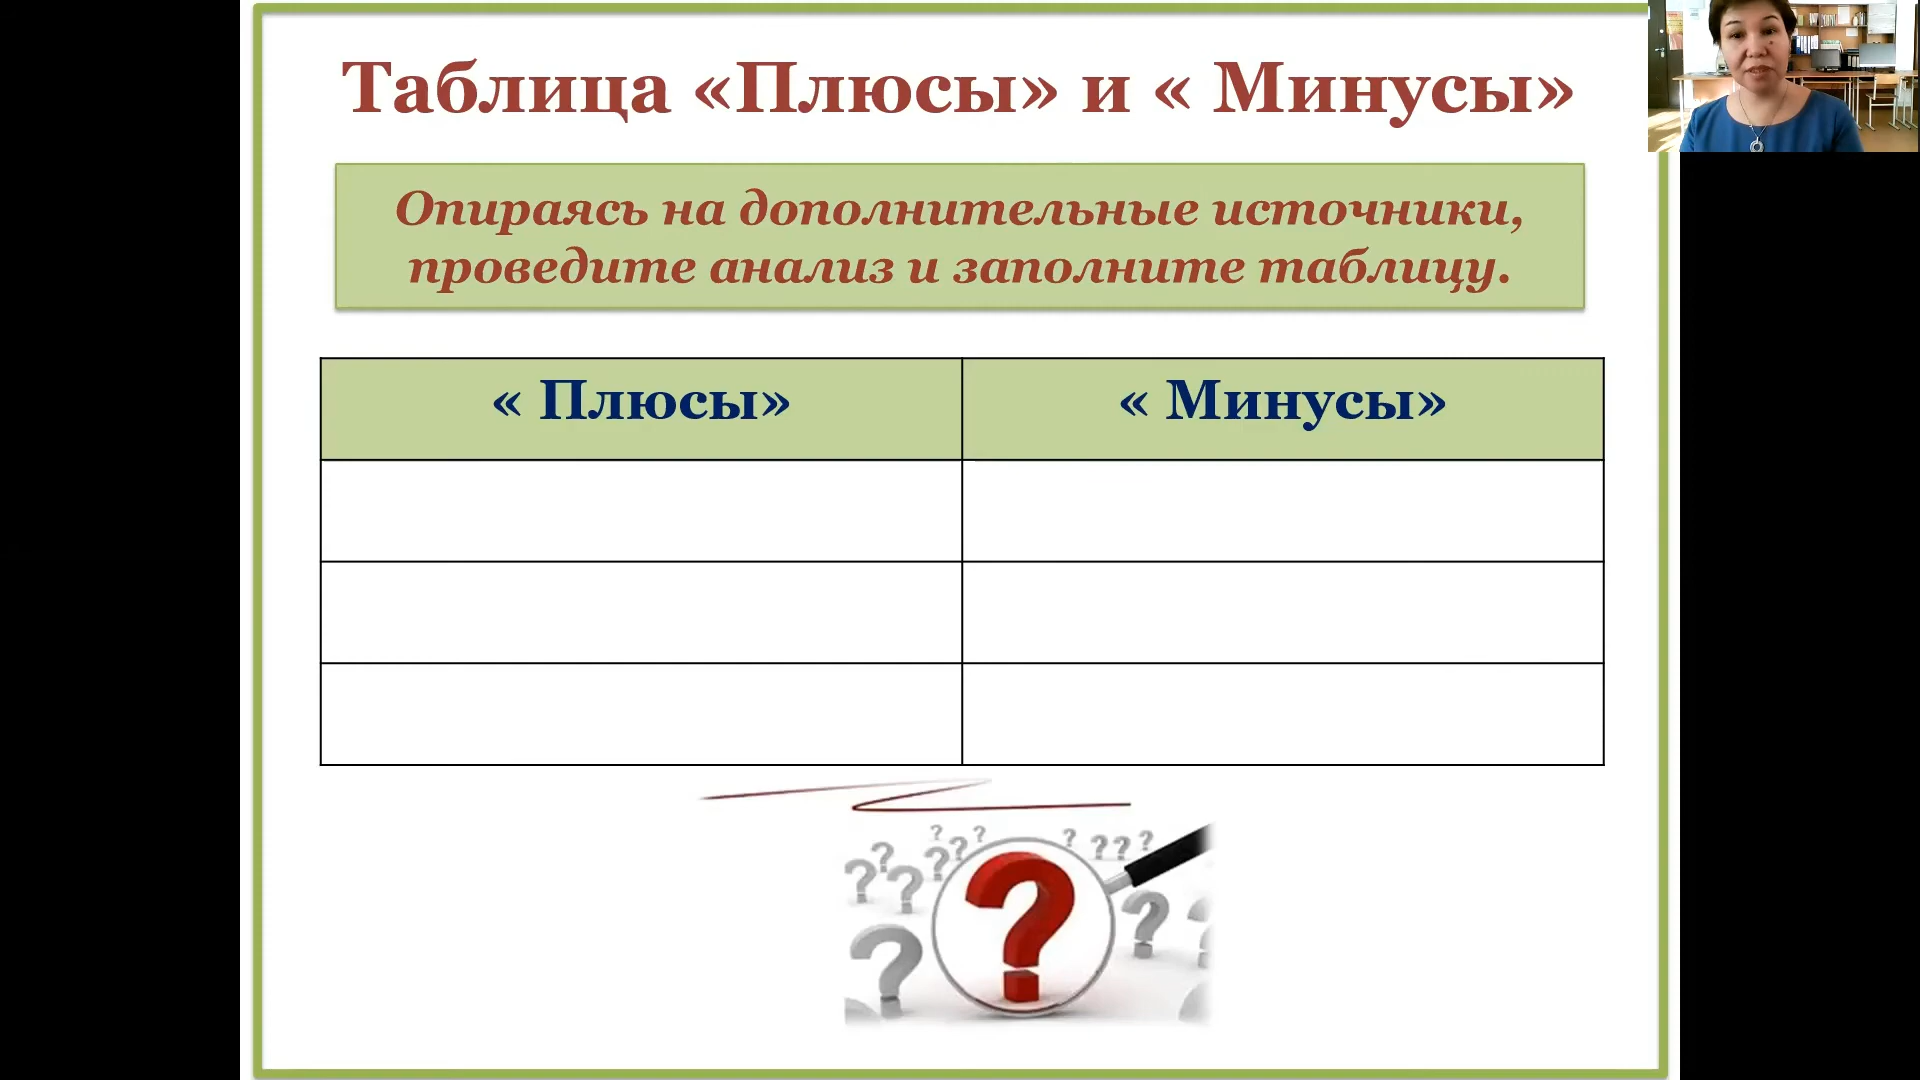 Таблица «Плюсы» и « Минусы»
Опираясь на дополнительные источники,
проведите анализ и заполните таблицу.
« Плюсы»
« Минусы»